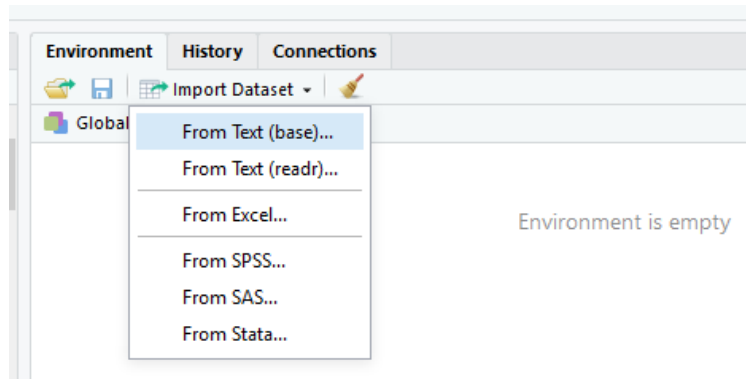 Environment History Connections
Import Dataset
Global
From Text (base)...
From Text (readr)...
From Excel...
Environment is empty
From SPSS...
From SAS...
From Stata...